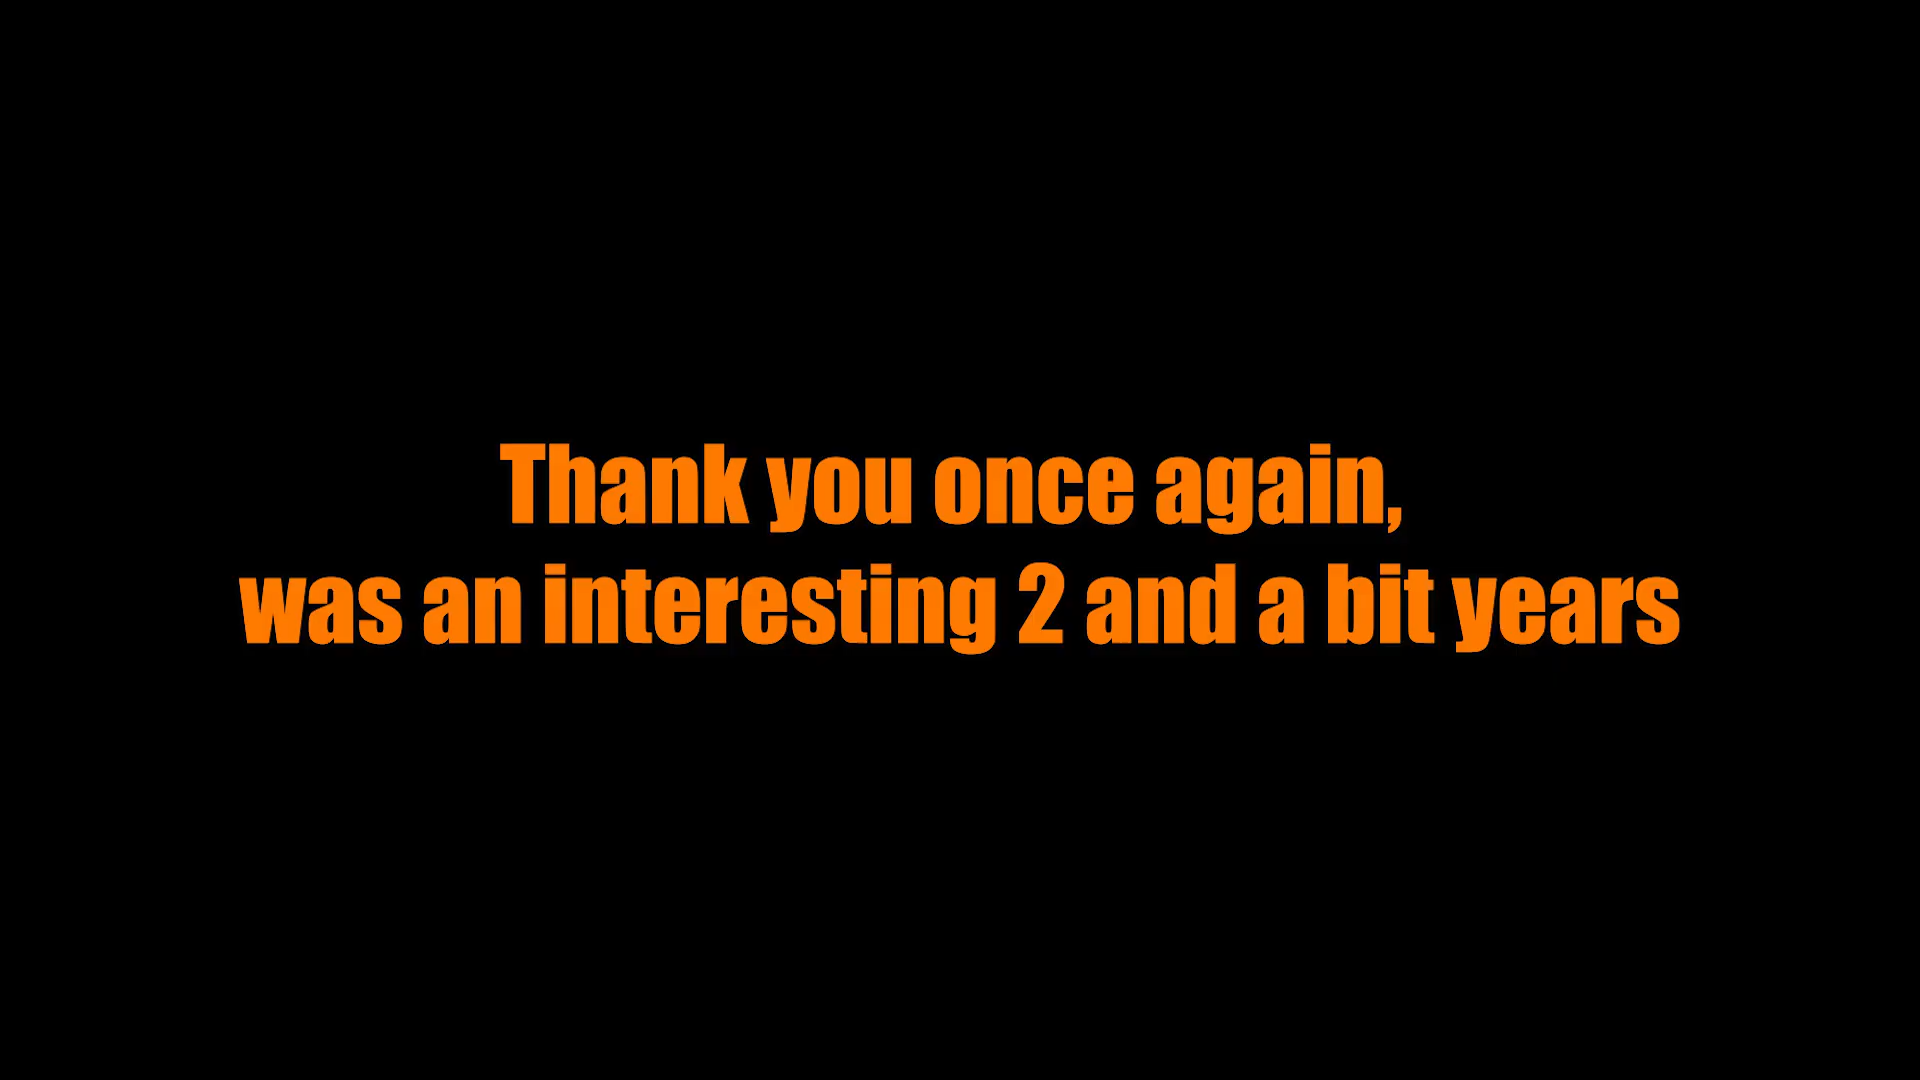 Thank you once again,
was an interesting 2 and a bit years